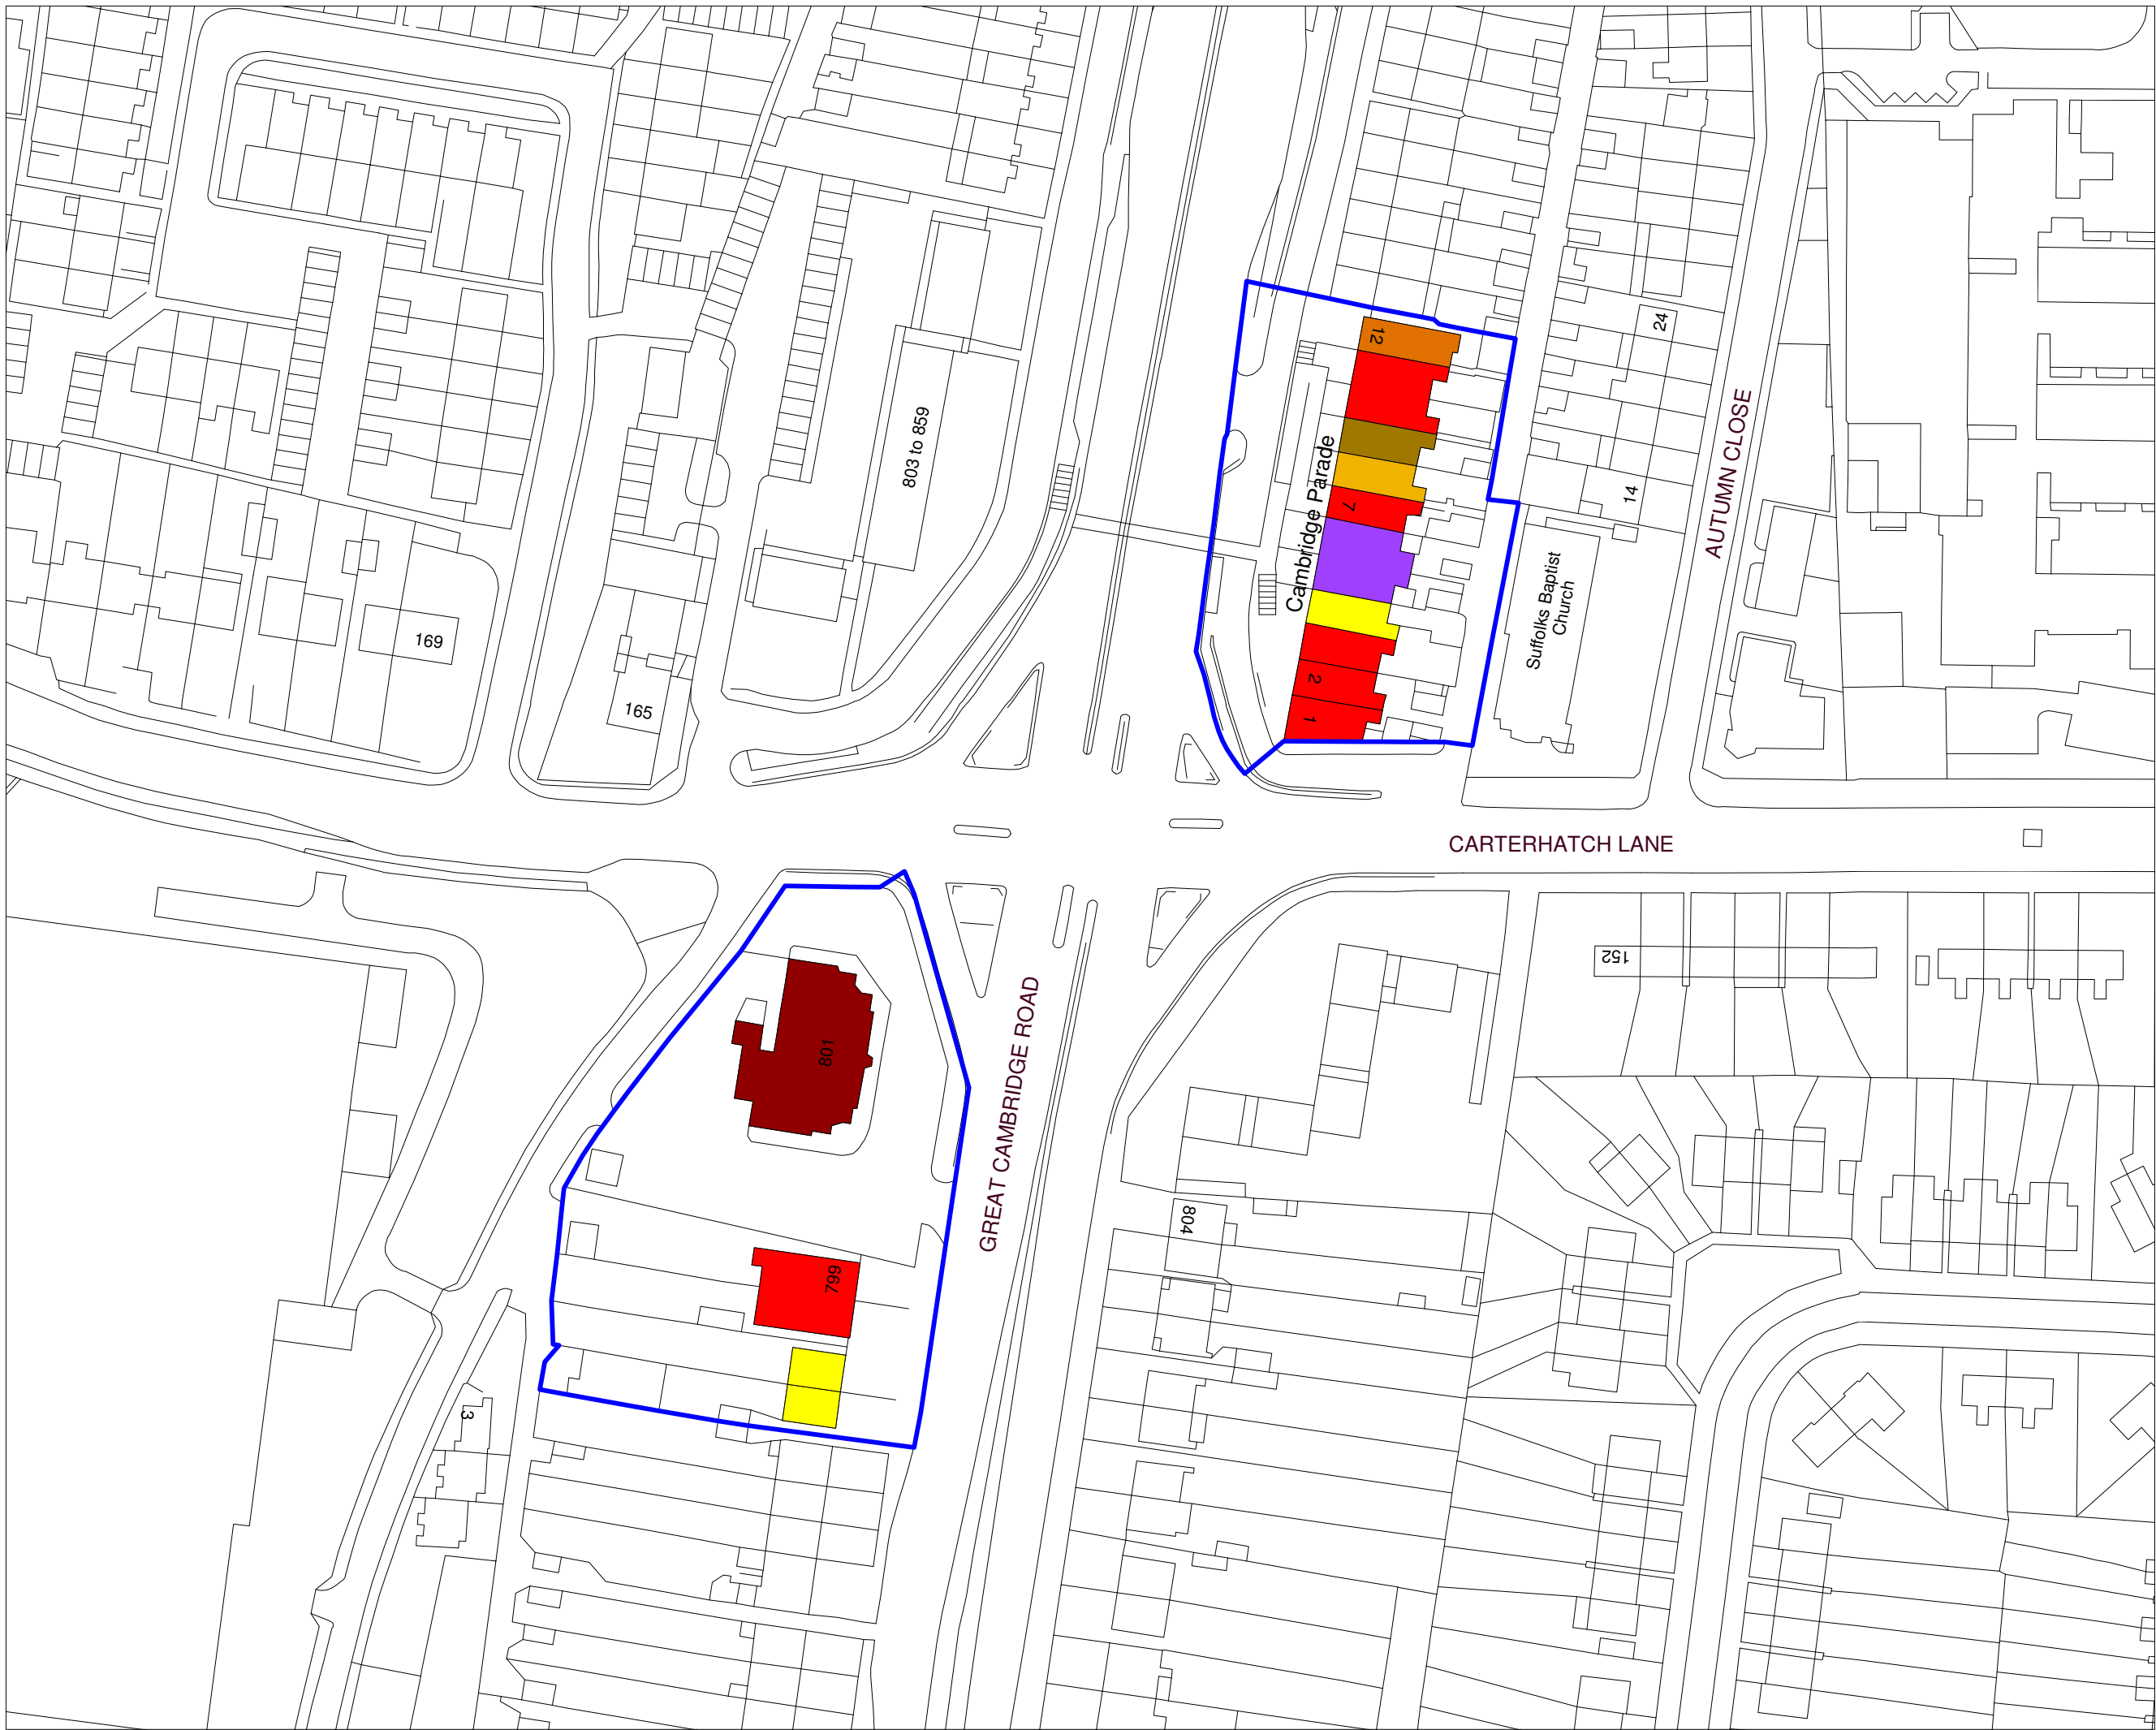 12
24
803 to 859
Cambridge Parade
7
14
AUTUMN CLOSE
Suffolks Baptist
Church
169
165
2
1
CARTERHATCH LANE
152
801
GREAT CAMBRIDGE ROAD
804
799
3